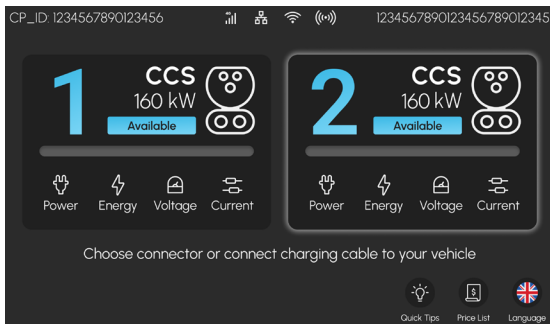 CP_ID: 1234567890123456 1234567890123456789012345
1 CCS 160 kW Available
Power Energy Voltage Current
2 CCS 160 kW Available
Power Energy Voltage Current
Choose connector or connect charging cable to your vehicle
Quick Tips Price List Language